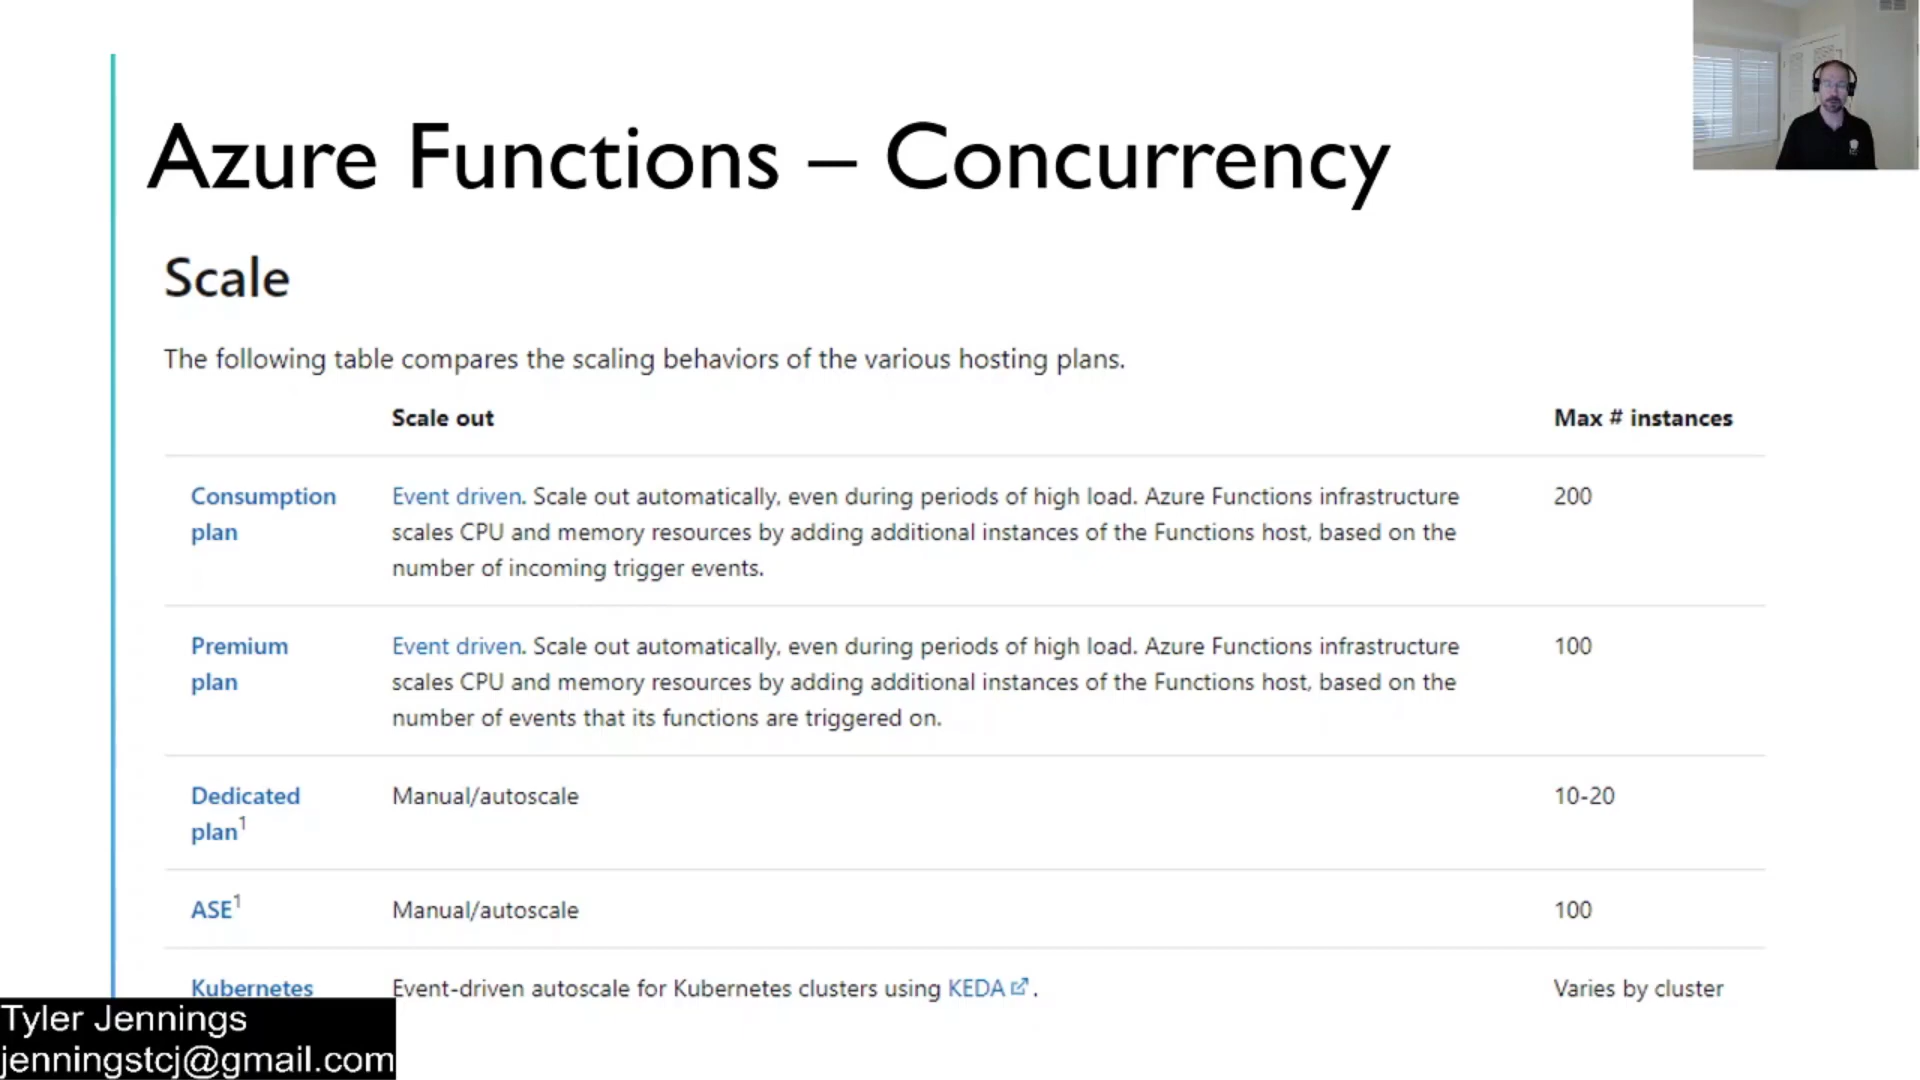 Azure Functions – Concurrency
Scale
The following table compares the scaling behaviors of the various hosting plans.
Scale out Max # instances
Consumption plan
Event driven. Scale out automatically, even during periods of high load. Azure Functions infrastructure
scales CPU and memory resources by adding additional instances of the Functions host, based on the
number of incoming trigger events.
200
Premium plan
Event driven. Scale out automatically, even during periods of high load. Azure Functions infrastructure
scales CPU and memory resources by adding additional instances of the Functions host, based on the
number of events that its functions are triggered on.
100
Dedicated plan¹
Manual/autoscale
10-20
ASE¹
Manual/autoscale
100
Kubernetes
Event-driven autoscale for Kubernetes clusters using KEDA .
Varies by cluster
Tyler Jennings
jenningstcj@gmail.com